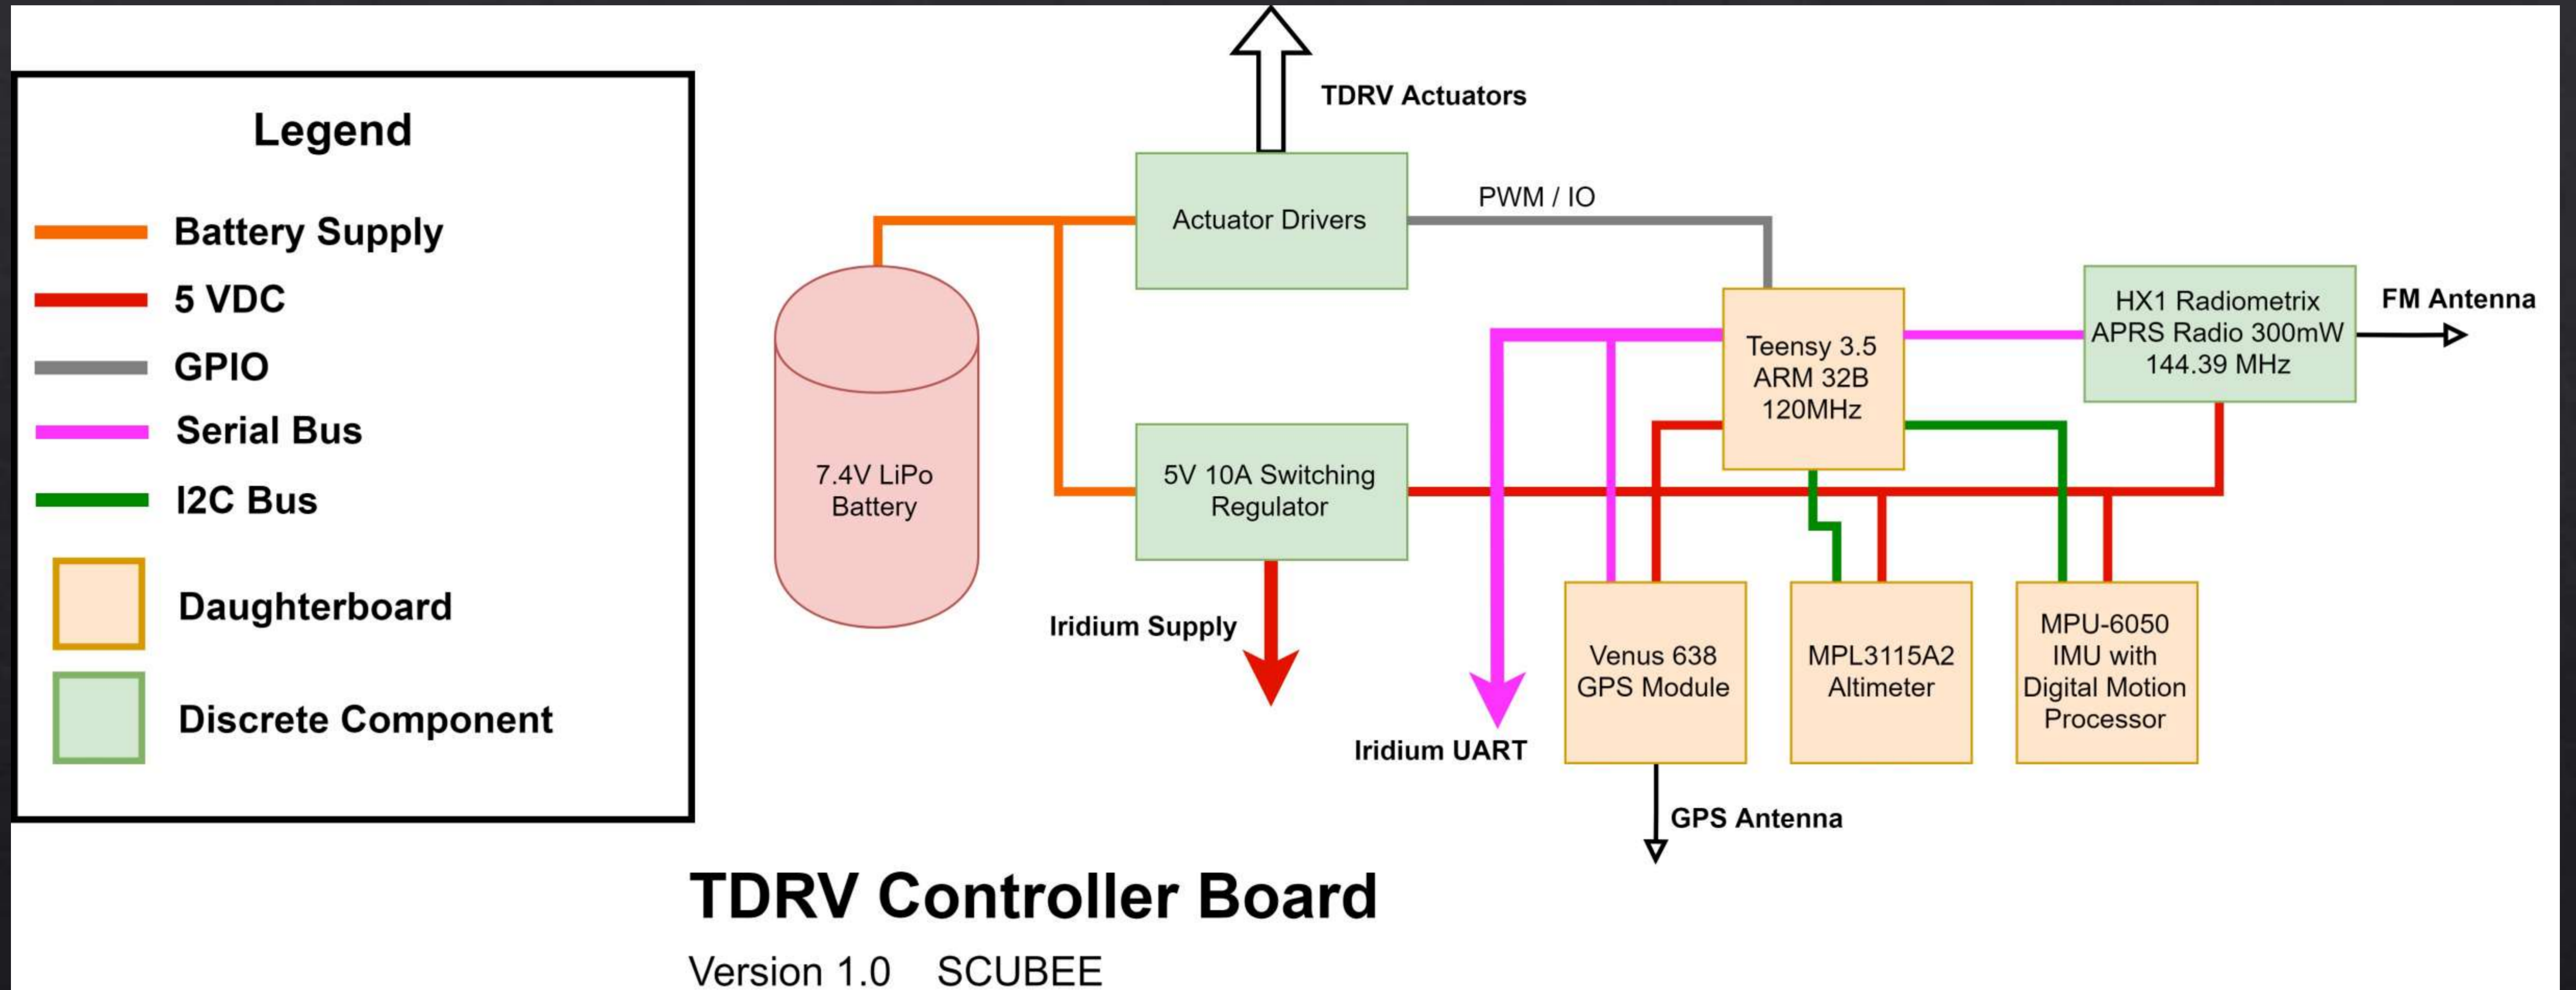 Legend
Battery Supply
5 VDC
GPIO
Serial Bus
I2C Bus
Daughterboard
Discrete Component
TDRV Actuators
Actuator Drivers
PWM / IO
7.4V LiPo
Battery
5V 10A Switching
Regulator
Iridium Supply
Iridium UART
Teensy 3.5
ARM 32B
120MHz
HX1 Radiometrix
APRS Radio 300mW
144.39 MHz
FM Antenna
Venus 638
GPS Module
MPL3115A2
Altimeter
MPU-6050
IMU with
Digital Motion
Processor
GPS Antenna
TDRV Controller Board
Version 1.0 SCUBEE